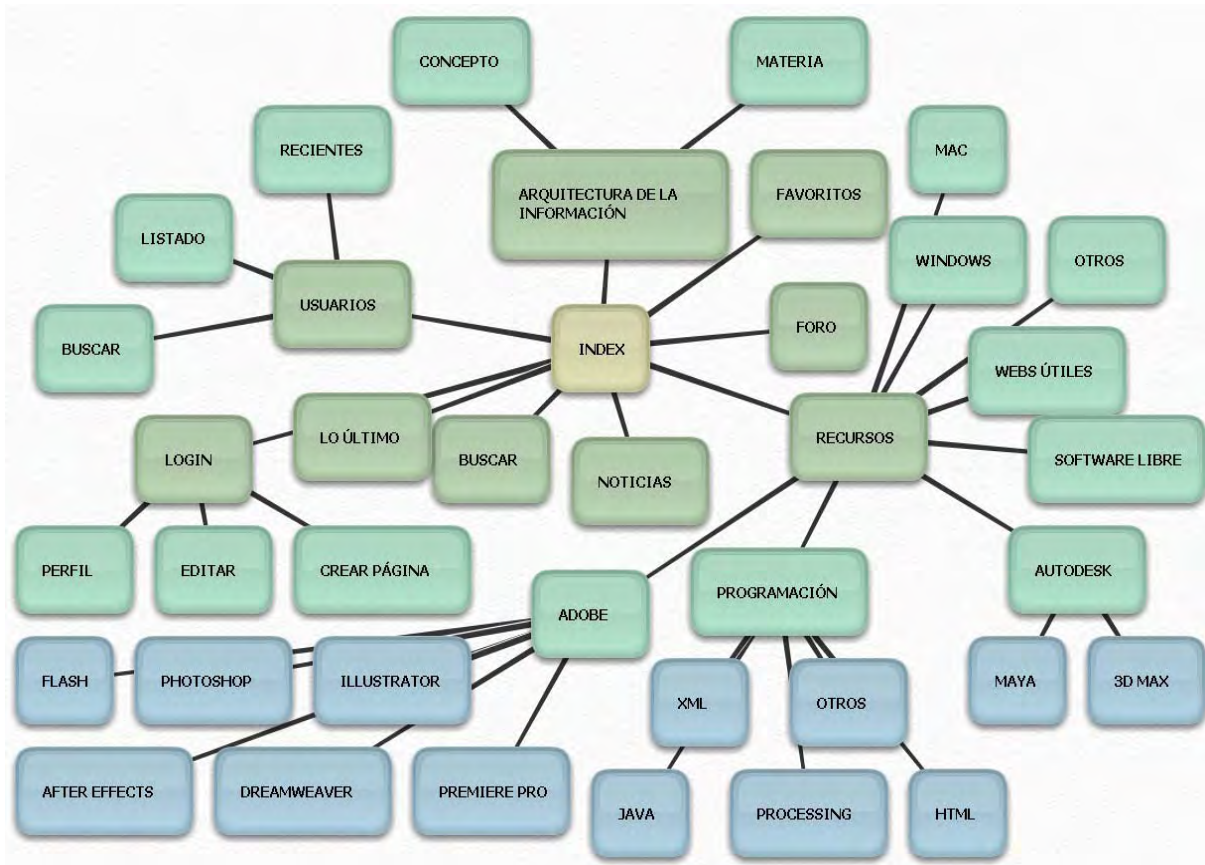 CONCEPTO
MATERIA
RECIENTES
MAC
ARQUITECTURA DE LA
INFORMACIÓN
FAVORITOS
LISTADO
WINDOWS
OTROS
USUARIOS
FORO
BUSCAR
INDEX
WEBS ÚTILES
LO ÚLTIMO
RECURSOS
LOGIN
BUSCAR
SOFTWARE LIBRE
NOTICIAS
PERFIL
EDITAR
CREAR PÁGINA
AUTODESK
PROGRAMACIÓN
ADOBE
FLASH
PHOTOSHOP
ILLUSTRATOR
MAYA
3D MAX
XML
OTROS
AFTER EFFECTS
DREAMWEAVER
PREMIERE PRO
JAVA
PROCESSING
HTML